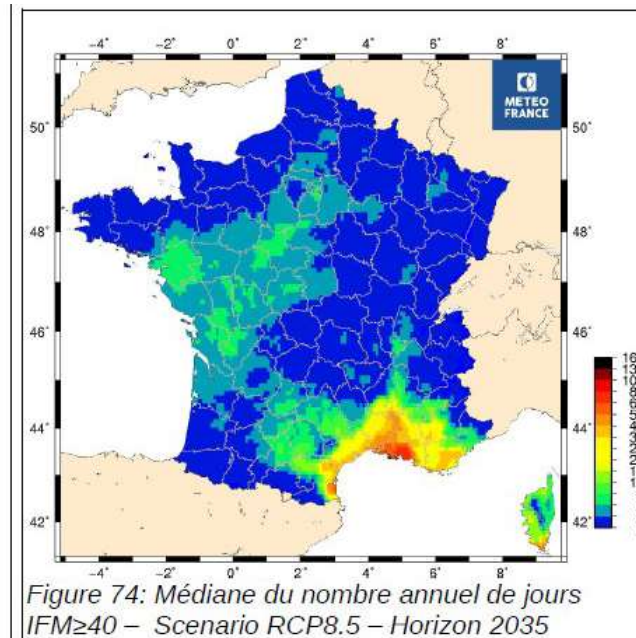 −4° −2° 0° 2° 4° 6° 8°
METEO
FRANCE
50°
50°
48°
48°
46°
46°
44°
44°
42°
42°
−4° −2° 0° 2° 4° 6° 8°
Figure 74: Médiane du nombre annuel de jours
IFM≥40 – Scenario RCP8.5 – Horizon 2035